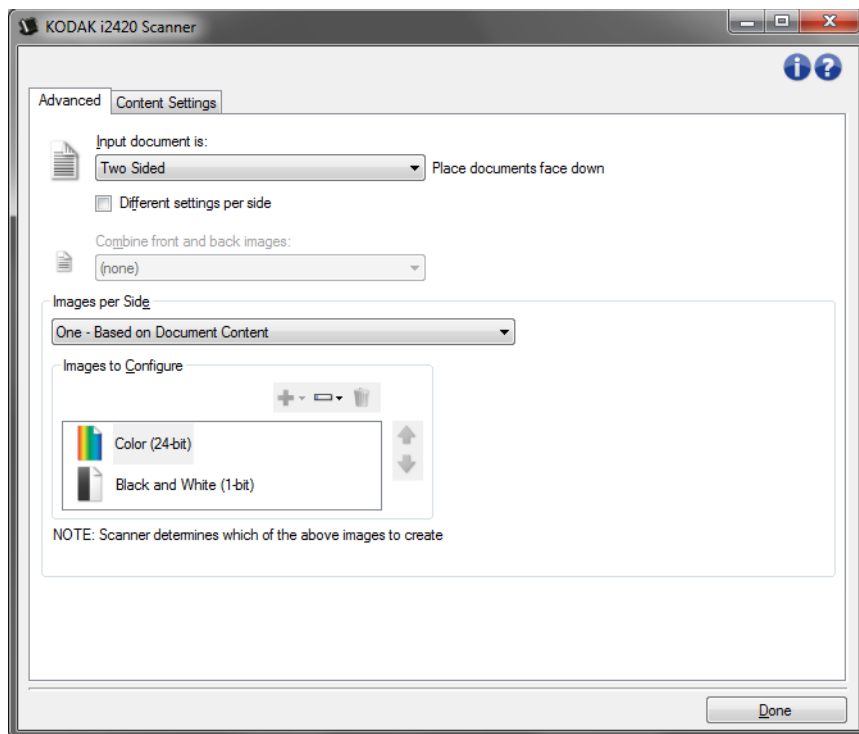 KODAK i2420 Scanner
Advanced
Content Settings
Input document is:
Two Sided
Place documents face down
Different settings per side
Combine front and back images:
(none)
Images per Side
One - Based on Document Content
Images to Configure
Color (24-bit)
Black and White (1-bit)
NOTE: Scanner determines which of the above images to create
Done